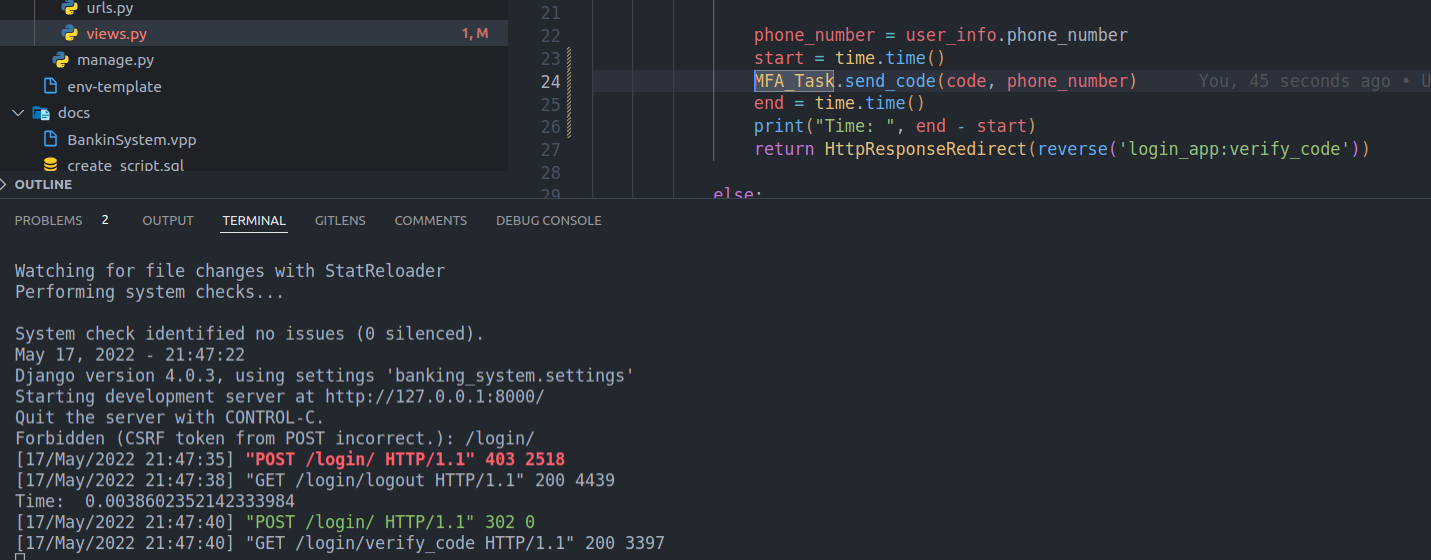 urls.py
views.py 1, M
manage.py
env-template
docs
BankinSystem.vpp
create_script.sql
OUTLINE
21
22 phone_number = user_info.phone_number
23 start = time.time()
24 MFA_Task.send_code(code, phone_number) You, 45 seconds ago • U
25 end = time.time()
26 print("Time: ", end - start)
27 return HttpResponseRedirect(reverse('login_app:verify_code'))
28
29 else:
PROBLEMS 2 OUTPUT TERMINAL GITLENS COMMENTS DEBUG CONSOLE
Watching for file changes with StatReloader
Performing system checks...
System check identified no issues (0 silenced).
May 17, 2022 - 21:47:22
Django version 4.0.3, using settings 'banking_system.settings'
Starting development server at http://127.0.0.1:8000/
Quit the server with CONTROL-C.
Forbidden (CSRF token from POST incorrect.): /login/
[17/May/2022 21:47:35] "POST /login/ HTTP/1.1" 403 2518
[17/May/2022 21:47:38] "GET /login/logout HTTP/1.1" 200 4439
Time:  0.0038602352142333984
[17/May/2022 21:47:40] "POST /login/ HTTP/1.1" 302 0
[17/May/2022 21:47:40] "GET /login/verify_code HTTP/1.1" 200 3397